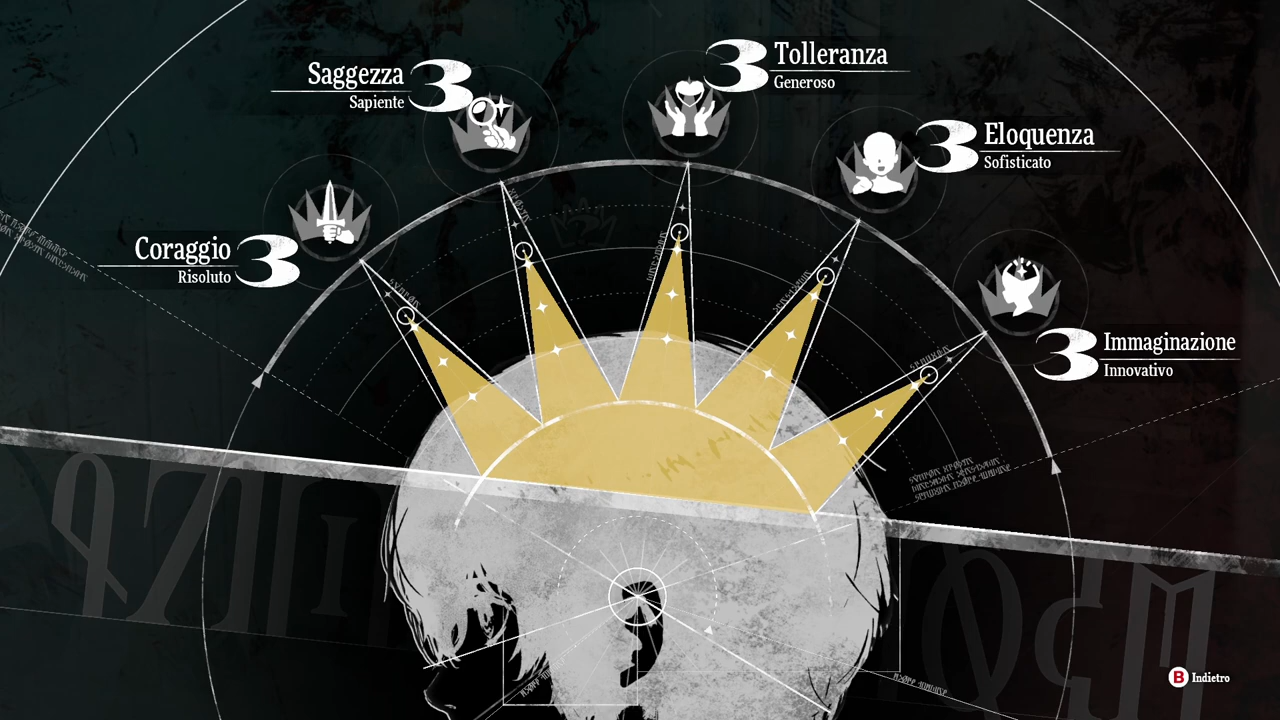 Saggezza 3
Sapiente
3 Tolleranza
Generoso
3 Eloquenza
Sofisticato
Coraggio 3
Risoluto
3 Immaginazione
Innovativo
B Indietro